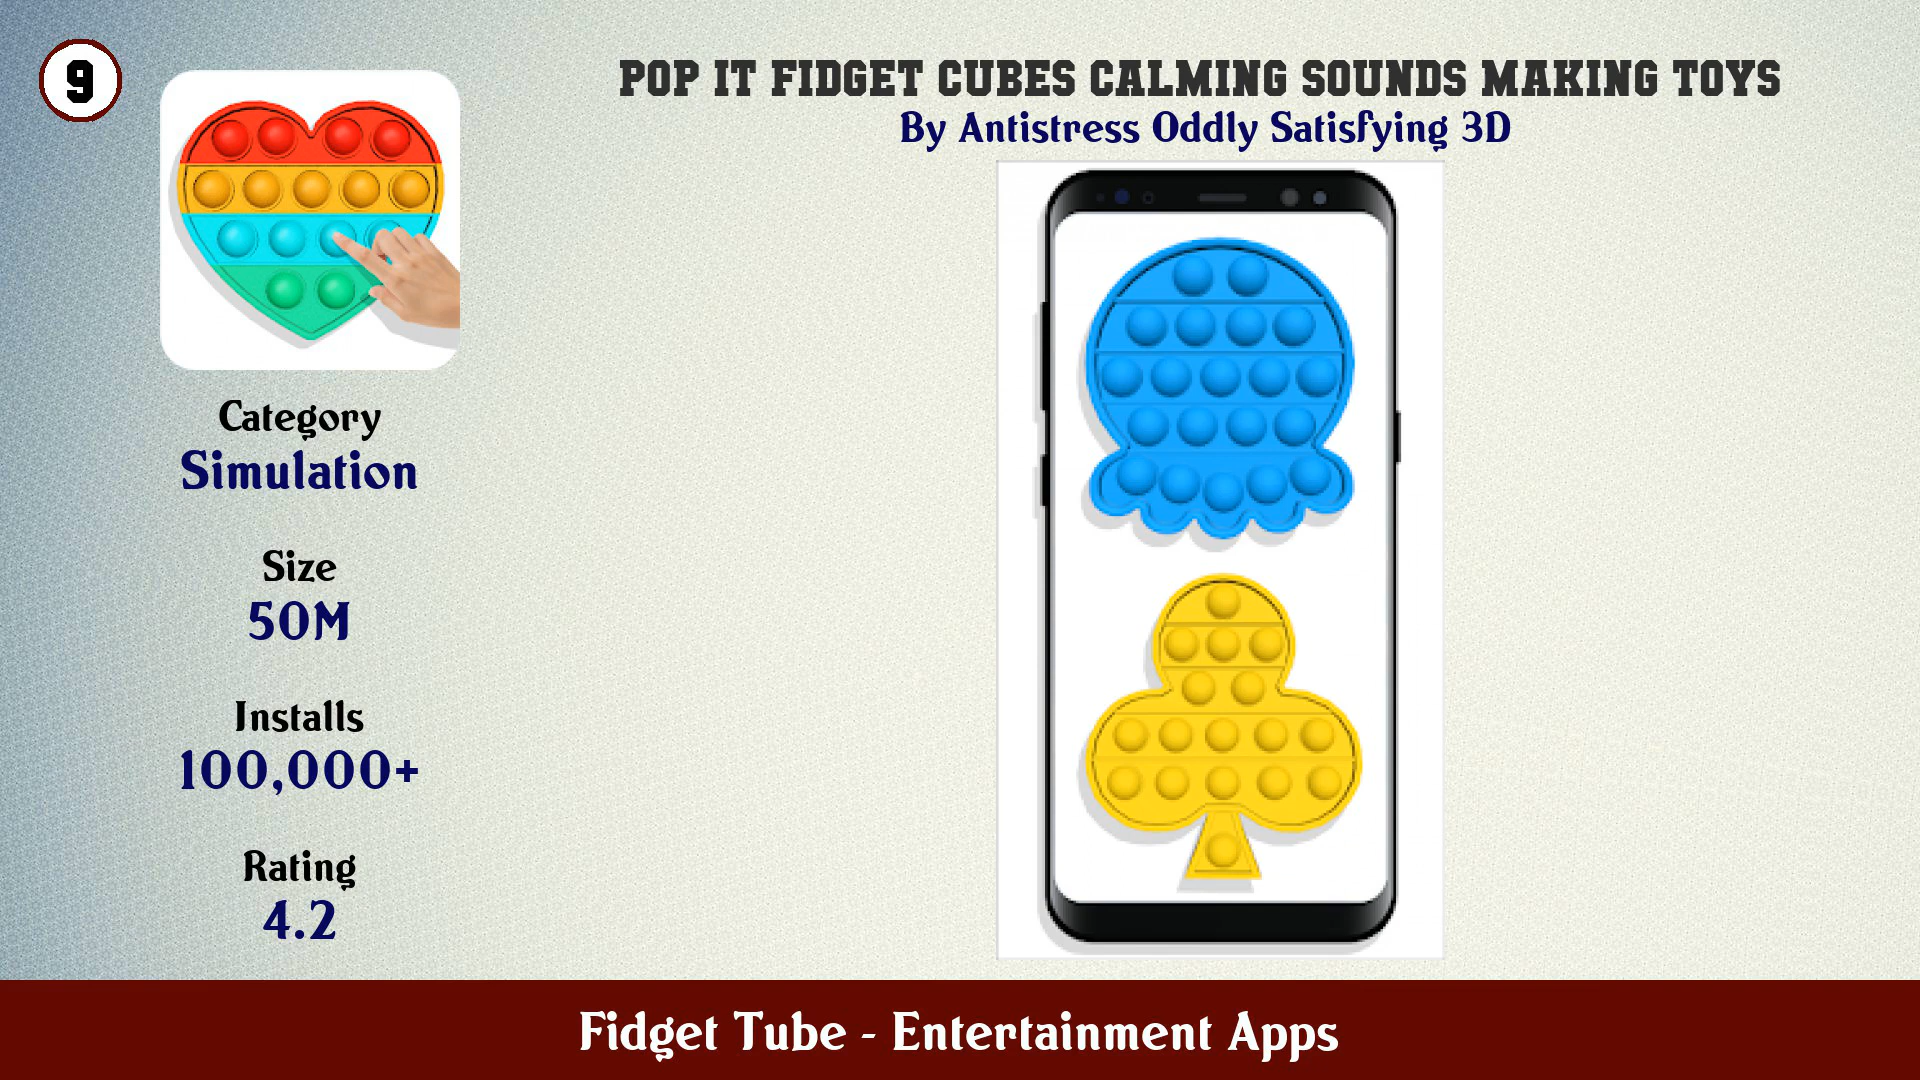 9
POP IT FIDGET CUBES CALMING SOUNDS MAKING TOYS
By Antistress Oddly Satisfying 3D
Category
Simulation
Size
50M
Installs
100,000+
Rating
4.2
Fidget Tube - Entertainment Apps